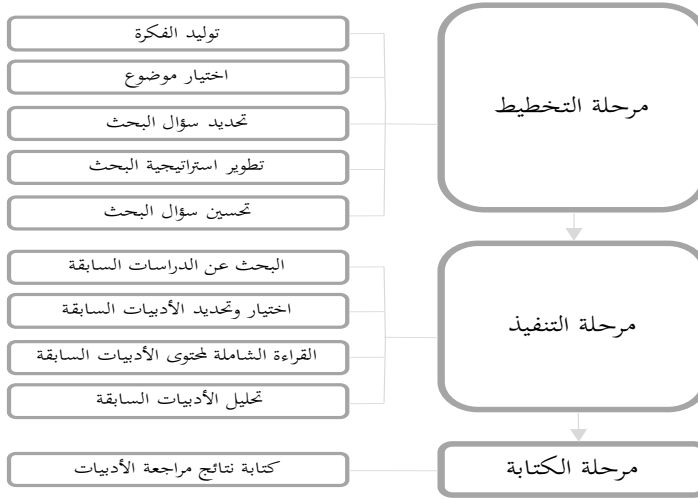 مرحلة التخطيط
توليد الفكرة
اختيار موضوع
تحديد سؤال البحث
تطوير استراتيجية البحث
تحسين سؤال البحث
مرحلة التنفيذ
البحث عن الدراسات السابقة
اختيار وتحديد الأدبيات السابقة
القراءة الشاملة لمحتوى الأدبيات السابقة
تحليل الأدبيات السابقة
مرحلة الكتابة
كتابة نتائج مراجعة الأدبيات